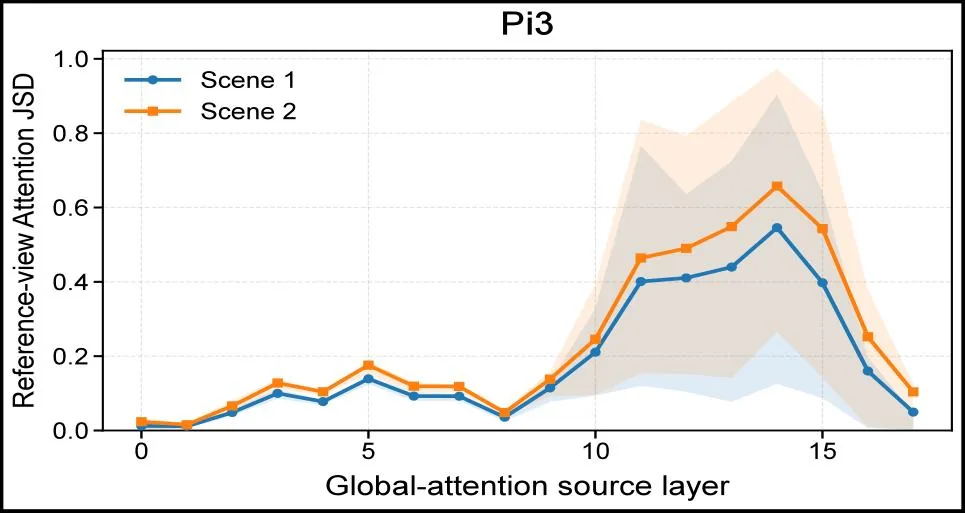 Pi3
Scene 1
Scene 2
Reference-view Attention JSD
1.0
0.8
0.6
0.4
0.2
0.0
0 5 10 15
Global-attention source layer